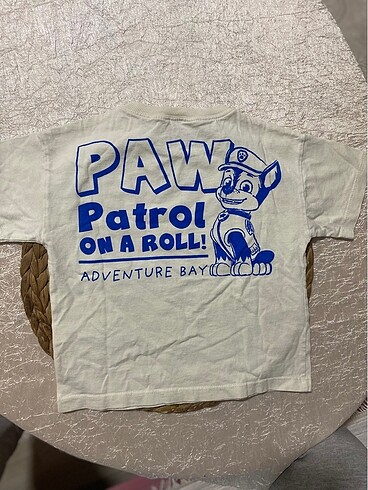 PAW
Patrol
ON A ROLL!
ADVENTURE BAY